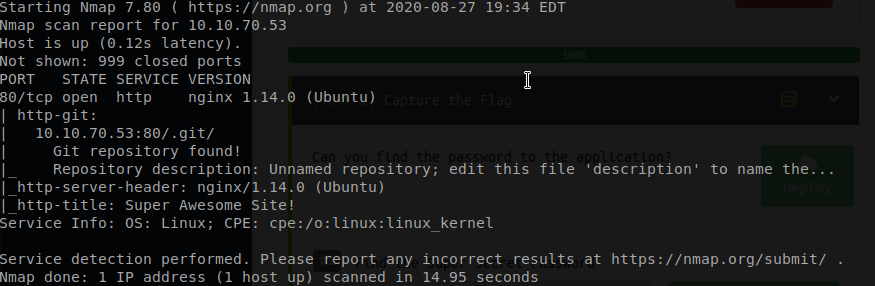 Starting Nmap 7.80 ( https://nmap.org ) at 2020-08-27 19:34 EDT
Nmap scan report for 10.10.70.53
Host is up (0.12s latency).
Not shown: 999 closed ports
100%
PORT   STATE SERVICE VERSION
80/tcp open  http    nginx 1.14.0 (Ubuntu)
Capture the Flag
| http-git:
|   10.10.70.53:80/.git/
|     Git repository found!
Can you find the password to the application?
|_    Repository description: Unnamed repository; edit this file 'description' to name the...
|_http-server-header: nginx/1.14.0 (Ubuntu)
Deploy
|_http-title: Super Awesome Site!
Service Info: OS: Linux; CPE: cpe:/o:linux:linux_kernel
Service detection performed. Please report any incorrect results at https://nmap.org/submit/ .
Nmap done: 1 IP address (1 host up) scanned in 14.95 seconds